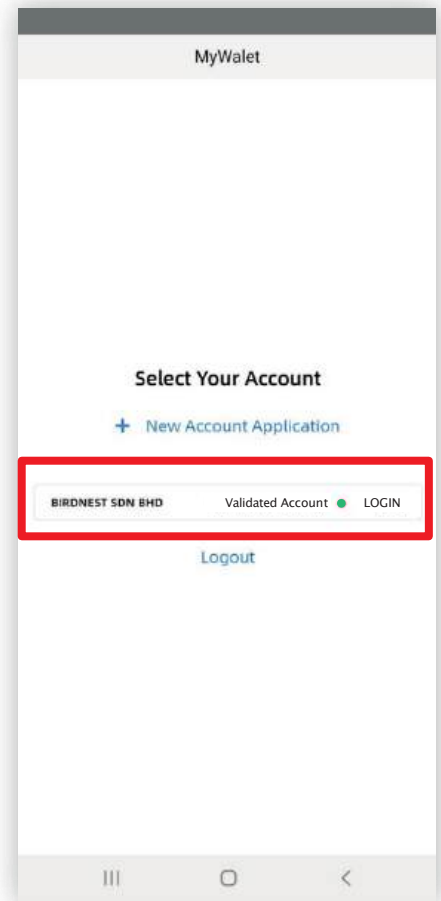 MyWalet
Select Your Account
+ New Account Application
BIRDNEST SDN BHD Validated Account LOGIN
Logout